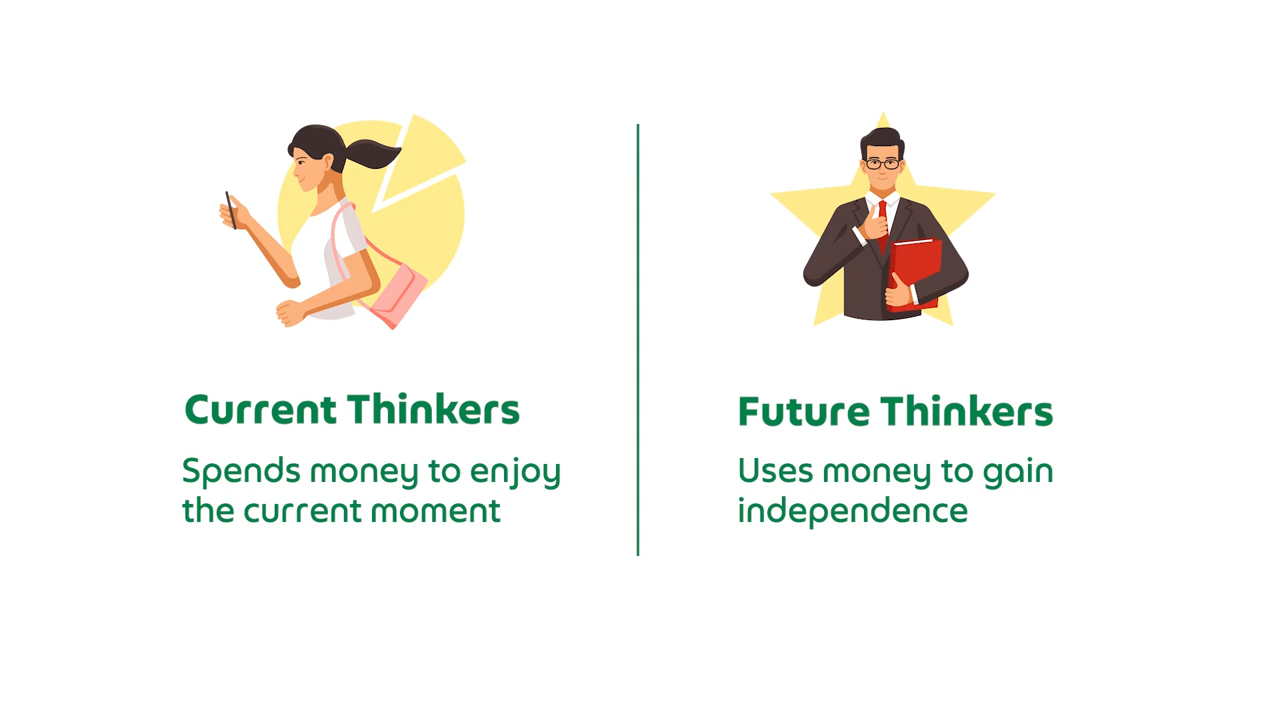 Current Thinkers
Spends money to enjoy
the current moment
Future Thinkers
Uses money to gain
independence